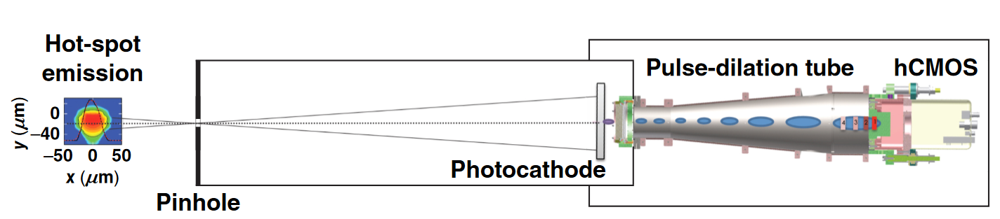 Hot-spot
emission
y (μm)
0
−40
−50 0 50
x (μm)
Pinhole
Photocathode
Pulse-dilation tube
hCMOS
4 3 2 1